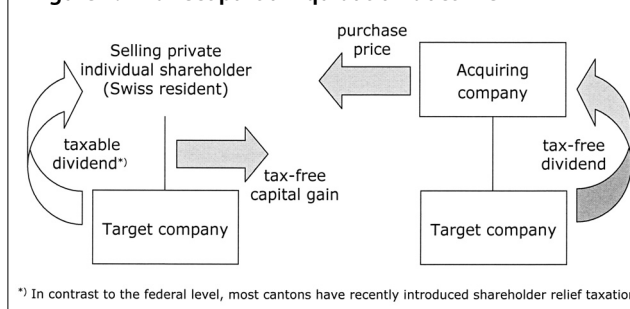 purchase
price
Selling private
individual shareholder
(Swiss resident)
Acquiring
company
taxable
dividend*)
tax-free
capital gain
tax-free
dividend
Target company
Target company
*) In contrast to the federal level, most cantons have recently introduced shareholder relief taxation